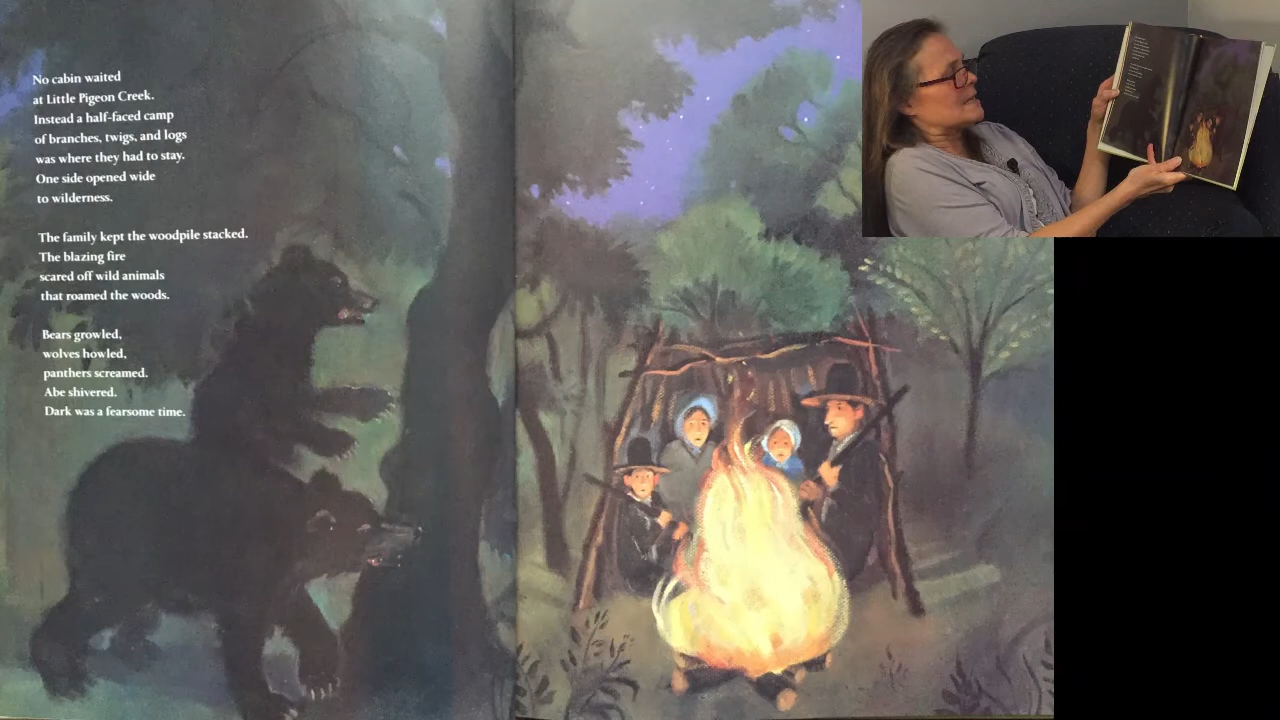 No cabin waited
at Little Pigeon Creek.
Instead a half-faced camp
of branches, twigs, and logs
was where they had to stay.
One side opened wide
to wilderness.
The family kept the woodpile stacked.
The blazing fire
scared off wild animals
that roamed the woods.
Bears growled,
wolves howled,
panthers screamed.
Abe shivered.
Dark was a fearsome time.